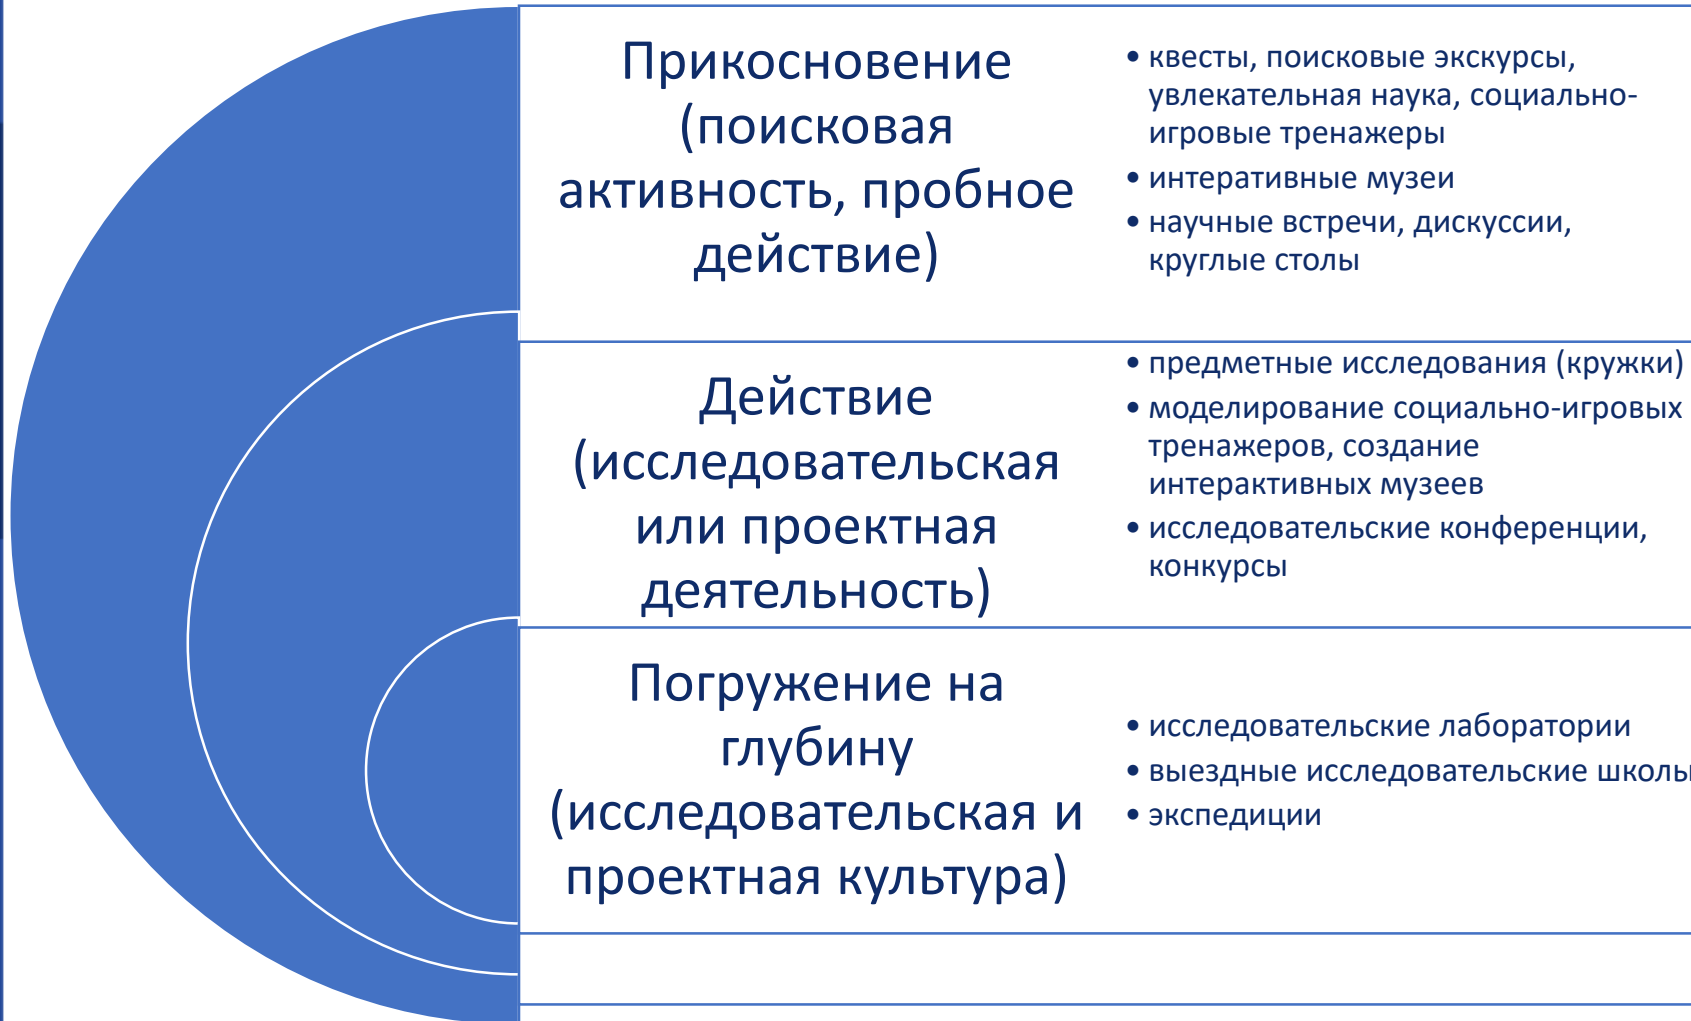 Прикосновение
(поисковая
активность, пробное
действие)
• квесты, поисковые экскурсы,
увлекательная наука, социально-
игровые тренажеры
• интеративные музеи
• научные встречи, дискуссии,
круглые столы
Действие
(исследовательская
или проектная
деятельность)
• предметные исследования (кружки)
• моделирование социально-игровых
тренажеров, создание
интерактивных музеев
• исследовательские конференции,
конкурсы
Погружение на
глубину
(исследовательская и
проектная культура)
• исследовательские лаборатории
• выездные исследовательские школы
• экспедиции